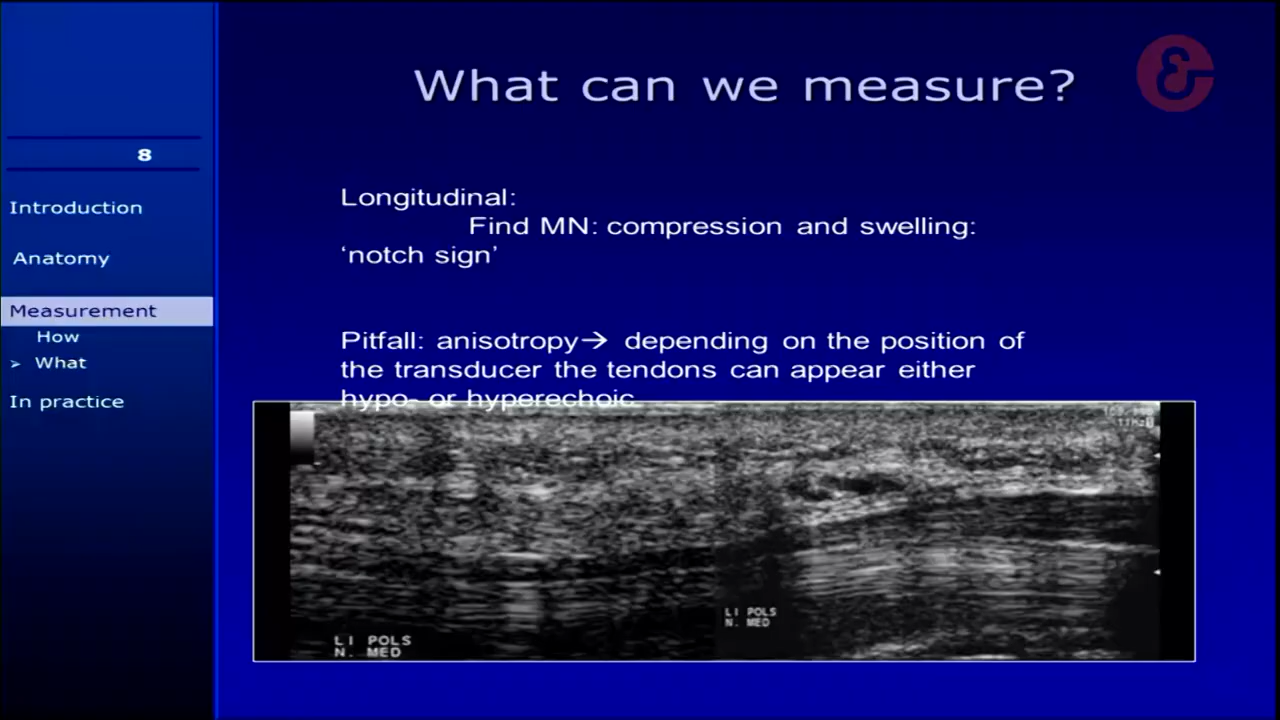 What can we measure?
8
Introduction
Anatomy
Measurement
How
➢ What
In practice
Longitudinal:
Find MN: compression and swelling:
‘notch sign’
Pitfall: anisotropy→ depending on the position of
the transducer the tendons can appear either
hypo- or hyperechoic
11Hz
LI POLS
N. MED
LI POLS
N. MED